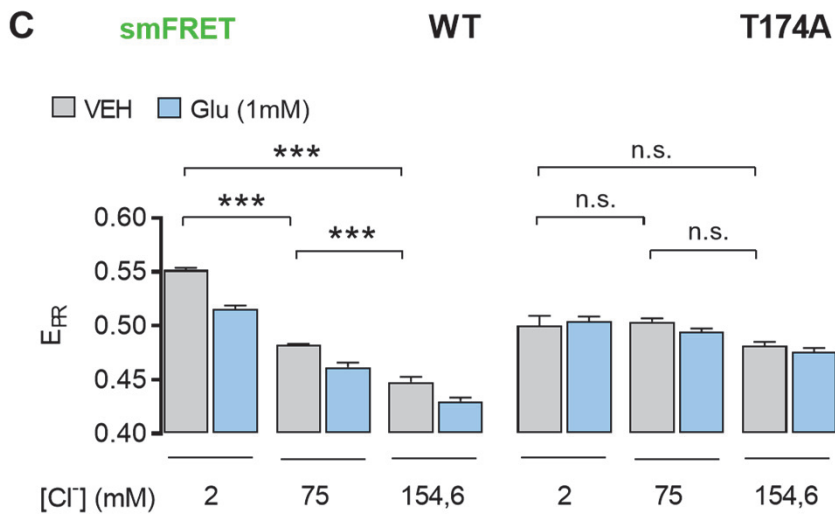 C smFRET WT T174A
VEH Glu (1mM)
*** n.s.
*** n.s.
*** n.s.
0.60
0.55
0.50
0.45
0.40
E_PR
[Cl⁻] (mM) 2 75 154,6 2 75 154,6